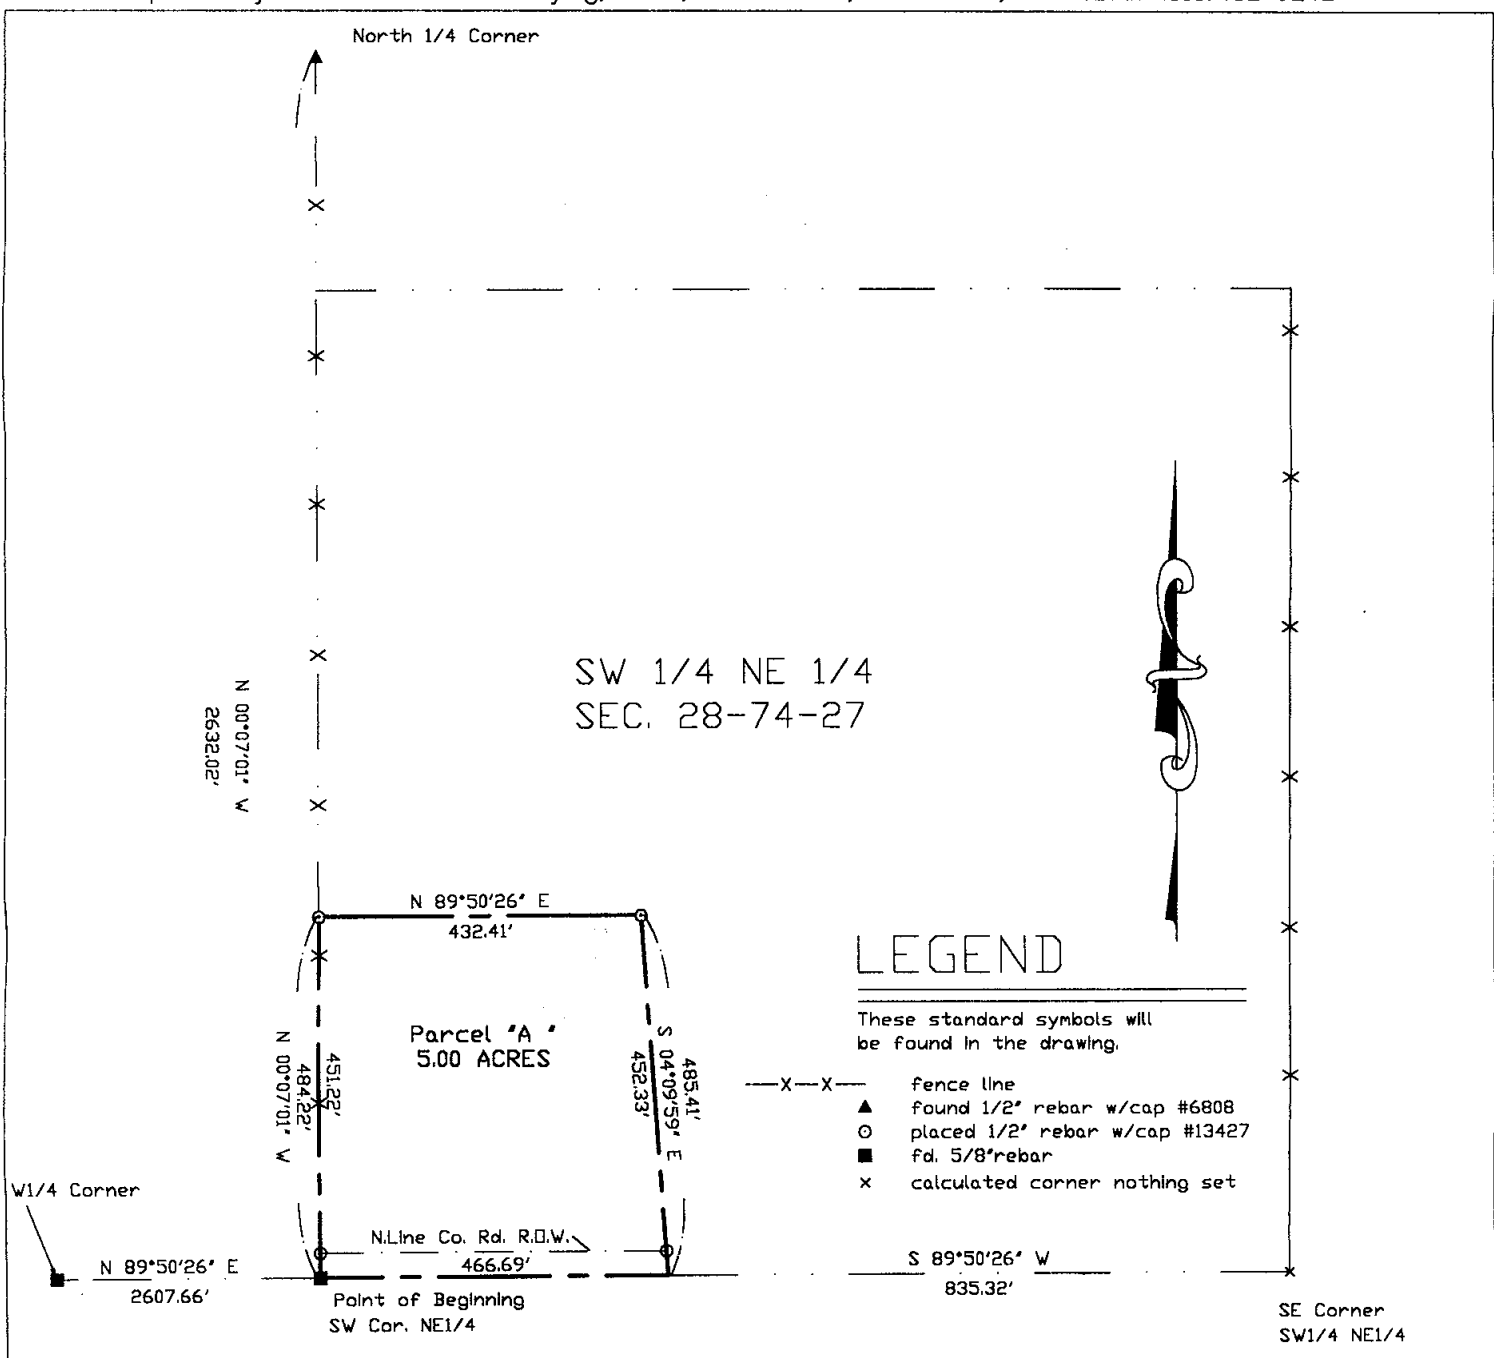 North 1/4 Corner
SW 1/4 NE 1/4
SEC. 28-74-27
N 00°07'01" W
2632.02'
N 89°50'26" E
432.41'
Parcel "A "
5.00 ACRES
451.22'
484.22'
N 00°07'01" W
485.41'
S 04°09'59" E
452.33'
LEGEND
These standard symbols will
be found in the drawing.
—X—X— fence line
▲ found 1/2" rebar w/cap #6808
⊙ placed 1/2" rebar w/cap #13427
■ fd. 5/8"rebar
× calculated corner nothing set
W1/4 Corner
N.Line Co. Rd. R.O.W.
466.69'
N 89°50'26" E
2607.66'
S 89°50'26" W
835.32'
Point of Beginning
SW Cor. NE1/4
SE Corner
SW1/4 NE1/4